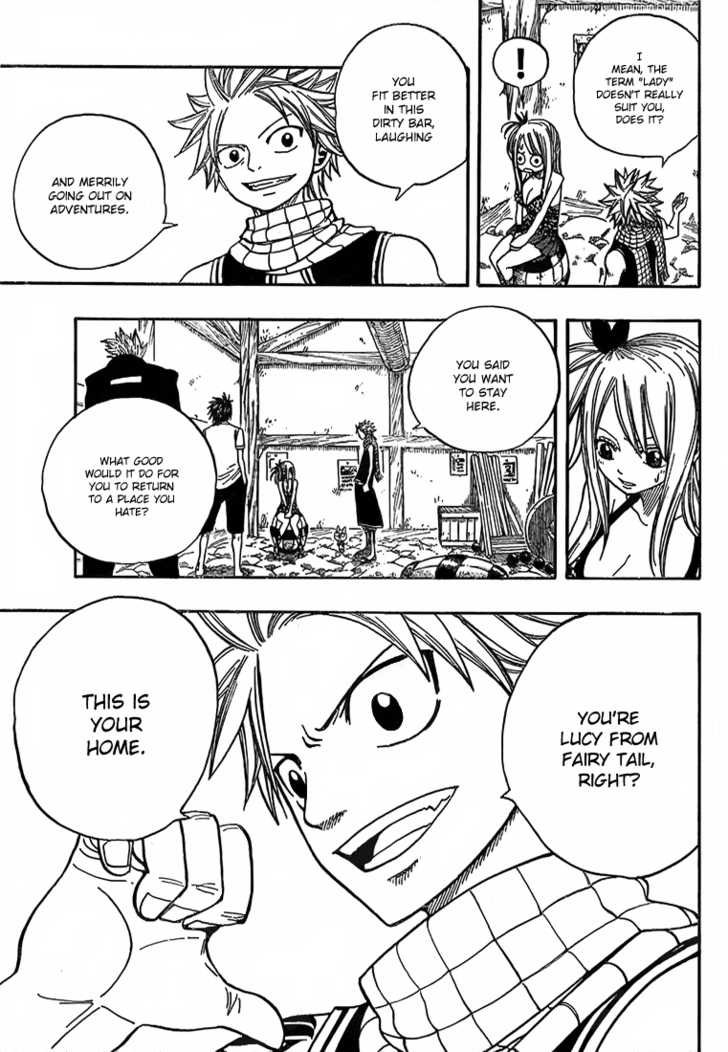 I
MEAN, THE
TERM "LADY"
DOESN'T REALLY
SUIT YOU,
DOES IT?
!
YOU
FIT BETTER
IN THIS
DIRTY BAR,
LAUGHING
AND MERRILY
GOING OUT ON
ADVENTURES.
YOU SAID
YOU WANT
TO STAY
HERE.
WHAT GOOD
WOULD IT DO FOR
YOU TO RETURN
TO A PLACE YOU
HATE?
YOU'RE
LUCY FROM
FAIRY TAIL,
RIGHT?
THIS IS
YOUR
HOME.